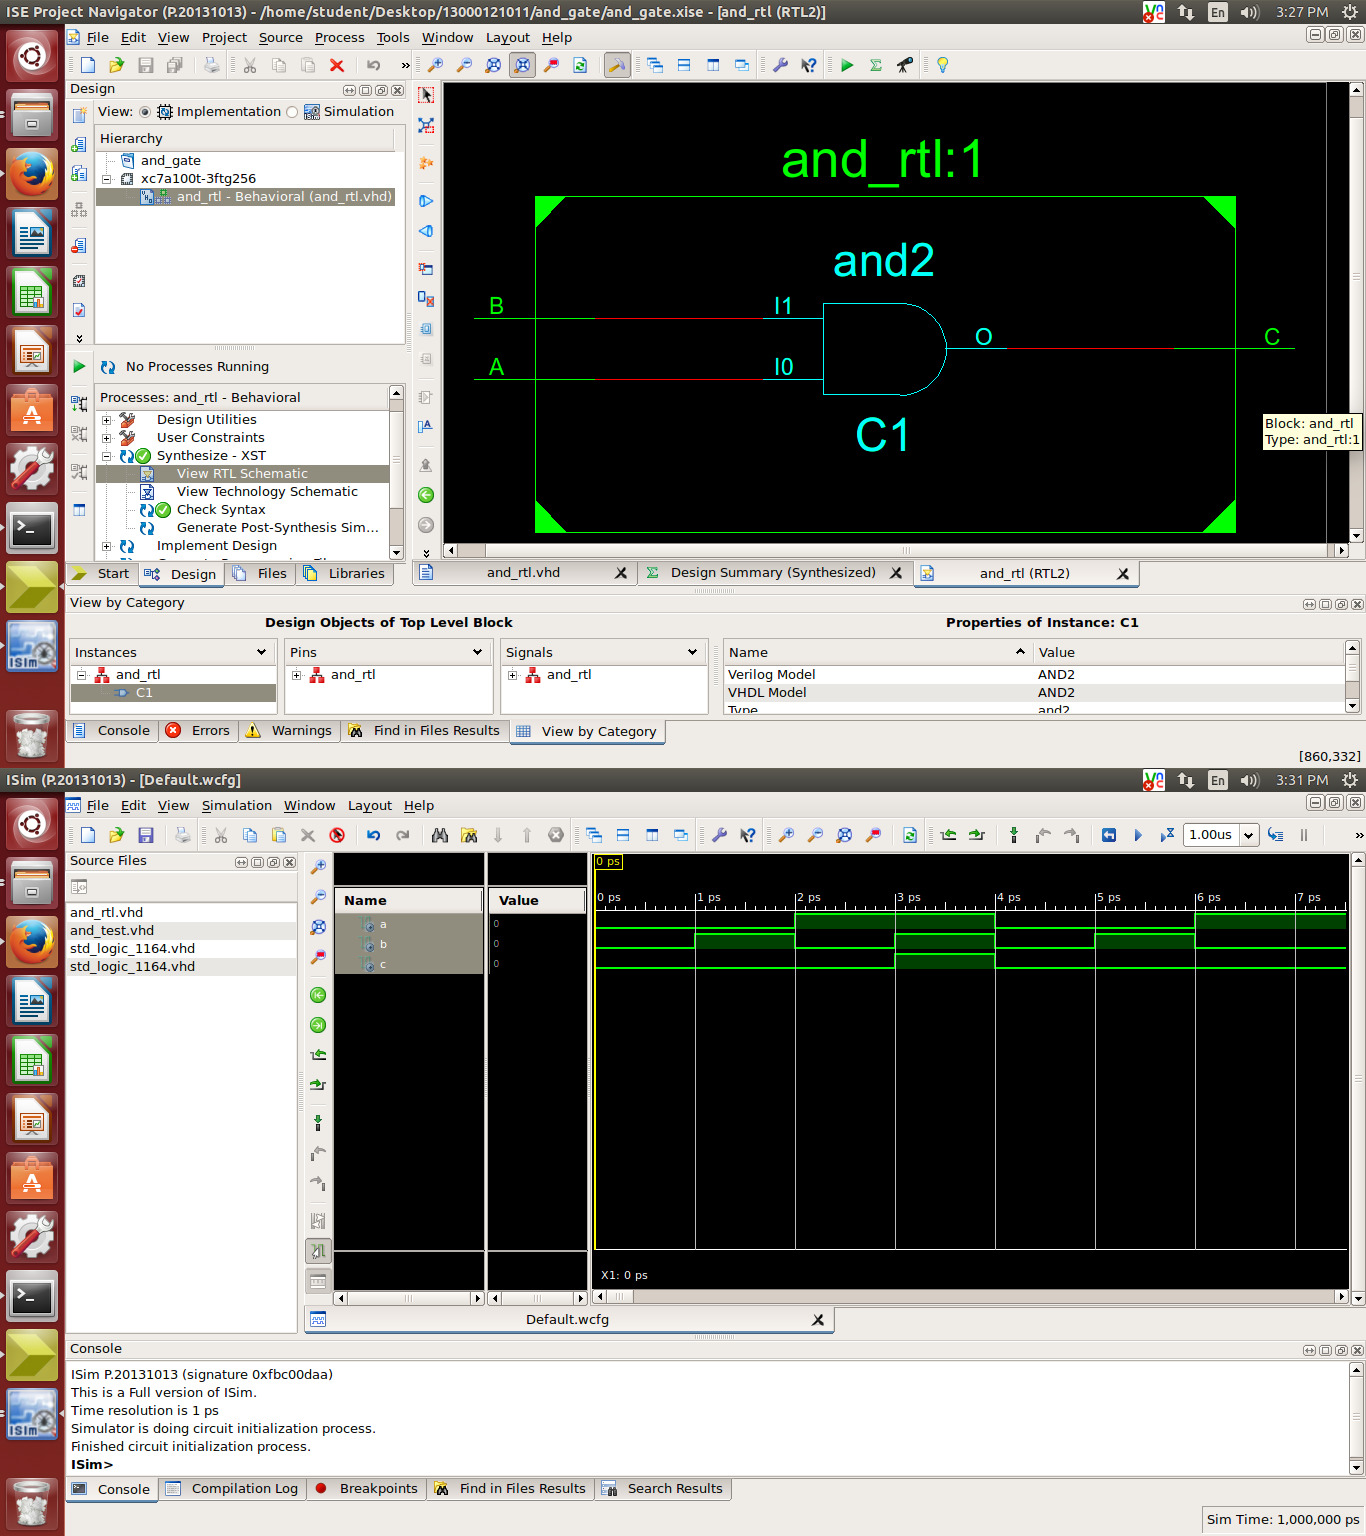 ISE Project Navigator (P.20131013) - /home/student/Desktop/13000121011/and_gate/and_gate.xise - [and_rtl (RTL2)]
En
3:27 PM
File Edit View Project Source Process Tools Window Layout Help
Design
View: Implementation Simulation
Hierarchy
and_gate
xc7a100t-3ftg256
and_rtl - Behavioral (and_rtl.vhd)
No Processes Running
Processes: and_rtl - Behavioral
Design Utilities
User Constraints
Synthesize - XST
View RTL Schematic
View Technology Schematic
Check Syntax
Generate Post-Synthesis Sim...
Implement Design
and_rtl:1
and2
B I1
O C
A I0
C1
Block: and_rtl
Type: and_rtl:1
Start Design Files Libraries
and_rtl.vhd Design Summary (Synthesized) and_rtl (RTL2)
View by Category
Design Objects of Top Level Block
Properties of Instance: C1
Instances Pins Signals
Name Value
and_rtl and_rtl and_rtl
C1
Verilog Model AND2
VHDL Model AND2
Type and2
Console Errors Warnings Find in Files Results View by Category
[860,332]
ISim (P.20131013) - [Default.wcfg]
En
3:31 PM
File Edit View Simulation Window Layout Help
1.00us
Source Files
and_rtl.vhd
and_test.vhd
std_logic_1164.vhd
std_logic_1164.vhd
Name Value
a 0
b 0
c 0
0 ps
0 ps 1 ps 2 ps 3 ps 4 ps 5 ps 6 ps 7 ps
X1: 0 ps
Default.wcfg
Console
ISim P.20131013 (signature 0xfbc00daa)
This is a Full version of ISim.
Time resolution is 1 ps
Simulator is doing circuit initialization process.
Finished circuit initialization process.
ISim>
Console Compilation Log Breakpoints Find in Files Results Search Results
Sim Time: 1,000,000 ps